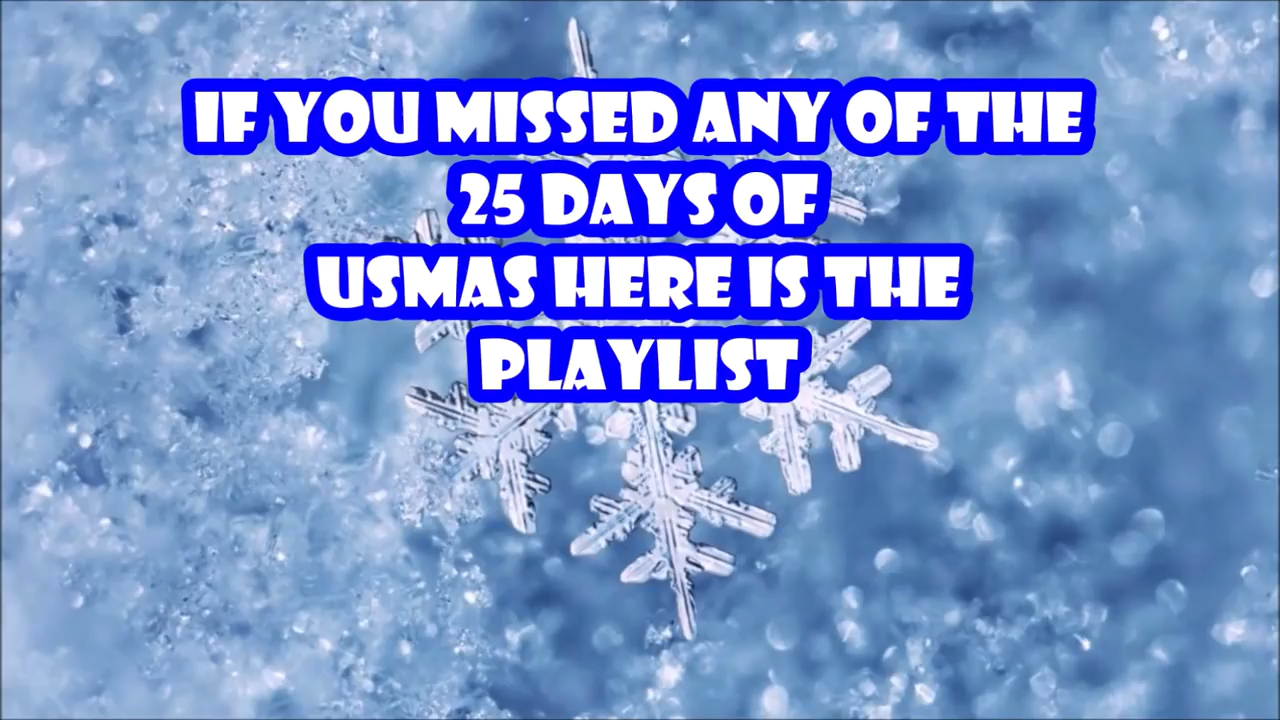 IF YOU MISSED ANY OF THE
25 DAYS OF
USMAS HERE IS THE
PLAYLIST